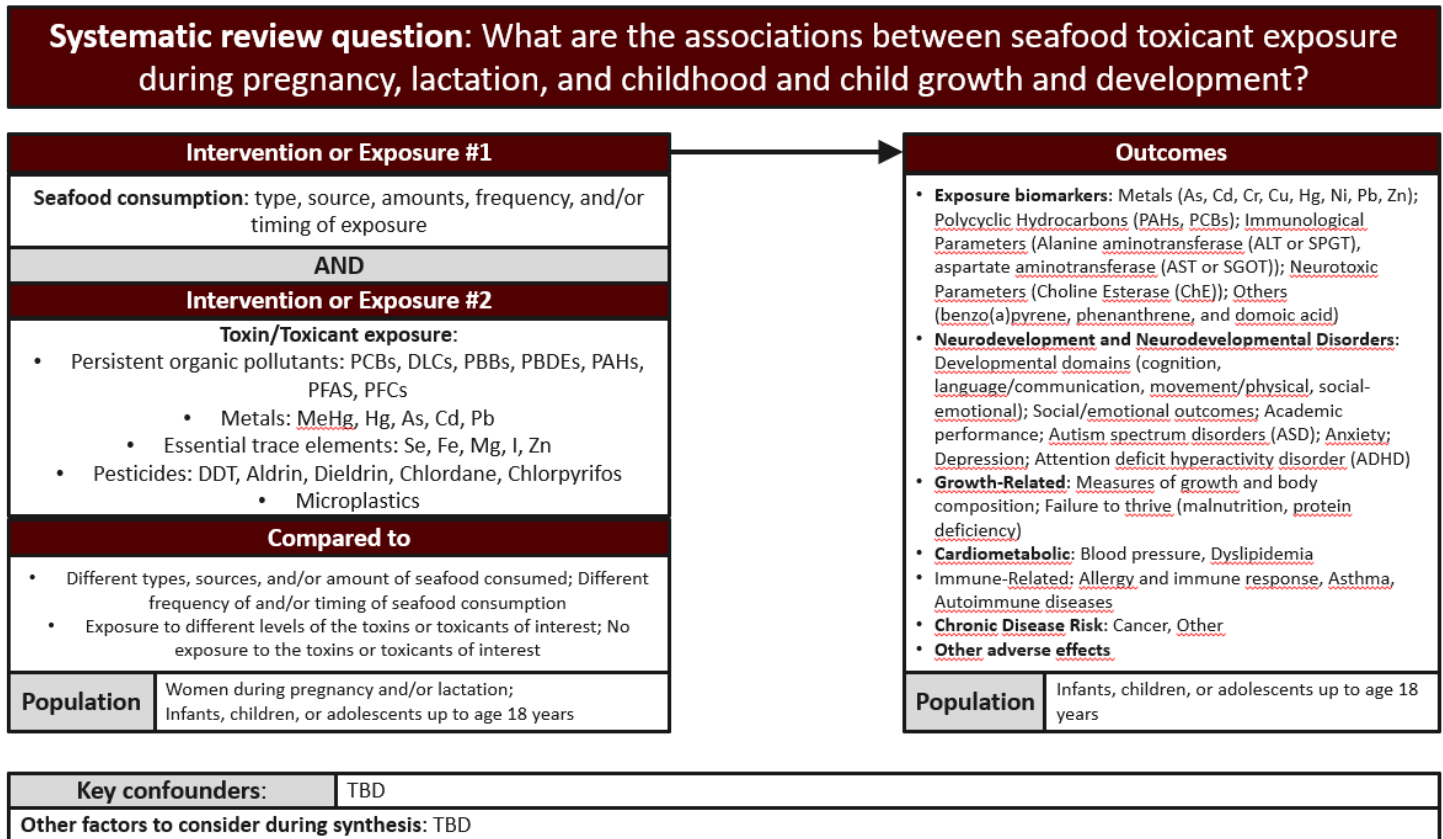 Systematic review question: What are the associations between seafood toxicant exposure
during pregnancy, lactation, and childhood and child growth and development?
Intervention or Exposure #1
Seafood consumption: type, source, amounts, frequency, and/or
timing of exposure
AND
Intervention or Exposure #2
Toxin/Toxicant exposure:
• Persistent organic pollutants: PCBs, DLCs, PBBs, PBDEs, PAHs,
PFAS, PFCs
• Metals: MeHg, Hg, As, Cd, Pb
• Essential trace elements: Se, Fe, Mg, I, Zn
• Pesticides: DDT, Aldrin, Dieldrin, Chlordane, Chlorpyrifos
• Microplastics
Compared to
• Different types, sources, and/or amount of seafood consumed; Different
frequency of and/or timing of seafood consumption
• Exposure to different levels of the toxins or toxicants of interest; No
exposure to the toxins or toxicants of interest
Population
Women during pregnancy and/or lactation;
Infants, children, or adolescents up to age 18 years
Outcomes
• Exposure biomarkers: Metals (As, Cd, Cr, Cu, Hg, Ni, Pb, Zn);
Polycyclic Hydrocarbons (PAHs, PCBs); Immunological
Parameters (Alanine aminotransferase (ALT or SPGT),
aspartate aminotransferase (AST or SGOT)); Neurotoxic
Parameters (Choline Esterase (ChE)); Others
(benzo(a)pyrene, phenanthrene, and domoic acid)
• Neurodevelopment and Neurodevelopmental Disorders:
Developmental domains (cognition,
language/communication, movement/physical, social-
emotional); Social/emotional outcomes; Academic
performance; Autism spectrum disorders (ASD); Anxiety;
Depression; Attention deficit hyperactivity disorder (ADHD)
• Growth-Related: Measures of growth and body
composition; Failure to thrive (malnutrition, protein
deficiency)
• Cardiometabolic: Blood pressure, Dyslipidemia
• Immune-Related: Allergy and immune response, Asthma,
Autoimmune diseases
• Chronic Disease Risk: Cancer, Other
• Other adverse effects
Population
Infants, children, or adolescents up to age 18
years
Key confounders: TBD
Other factors to consider during synthesis: TBD